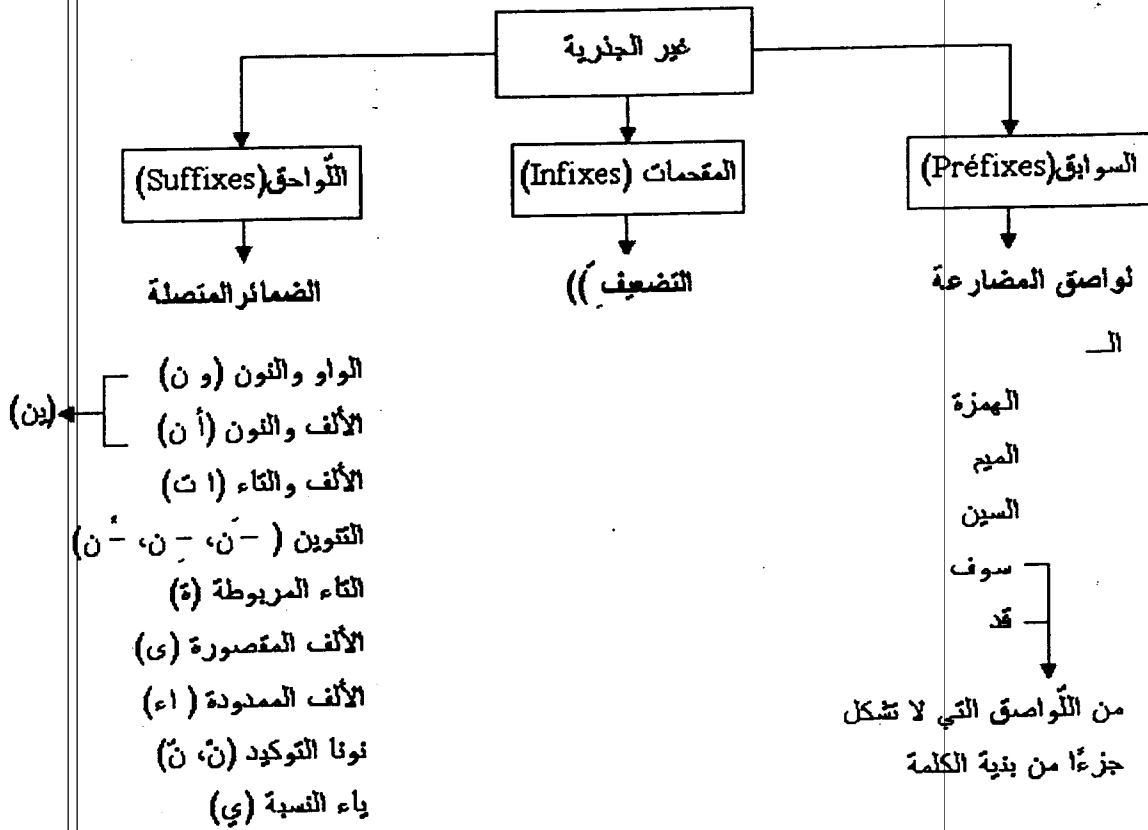 غير الجذرية
السوابق(Préfixes)
المقحمات (Infixes)
اللّواحق(Suffixes)
لواصق المضارعة
الـ
الهمزة
الميم
السين
سوف
قد
من اللّواصق التي لا تشكل
جزءًا من بنية الكلمة
التضعيف ّ))
الضمائر المتصلة
الواو والنون (و ن)
الألف والنون (أ ن)
(ين)
الألف والتاء (ا ت)
التنوين ( –َ ن، –ِ ن، –ُ ن)
التاء المربوطة (ة)
الألف المقصورة (ى)
الألف الممدودة ( اء)
نونا التوكيد (نْ، نّ)
ياء النسبة (ي)